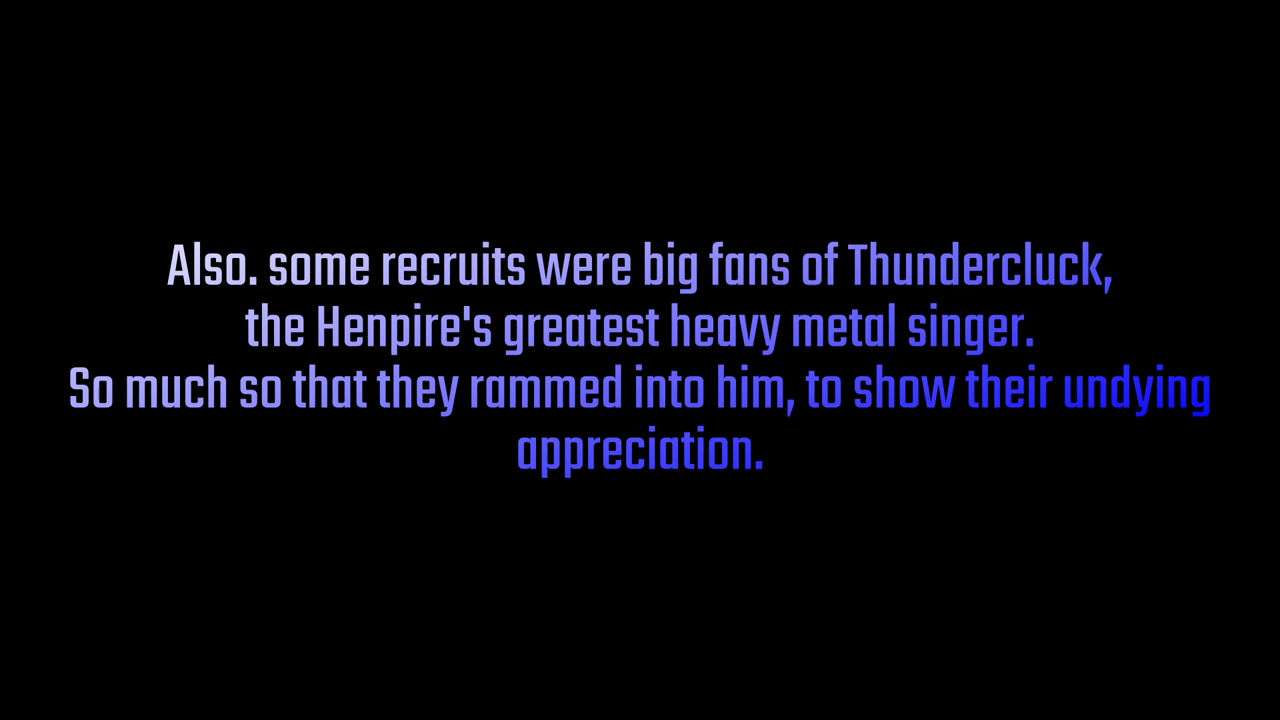 Also. some recruits were big fans of Thundercluck,
the Henpire's greatest heavy metal singer.
So much so that they rammed into him, to show their undying
appreciation.